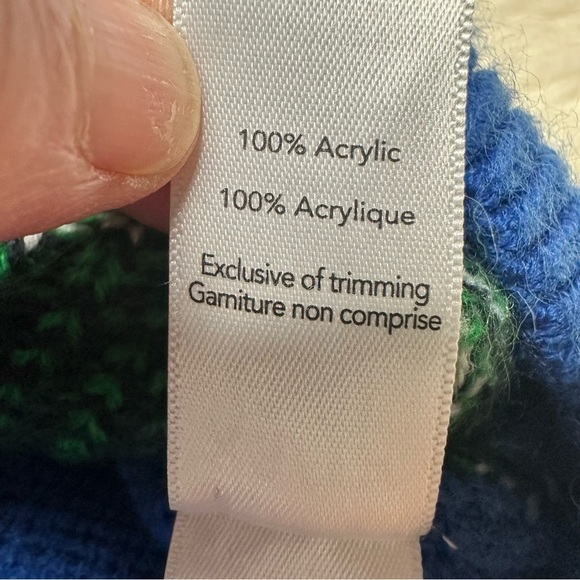 100% Acrylic
100% Acrylique
Exclusive of trimming
Garniture non comprise